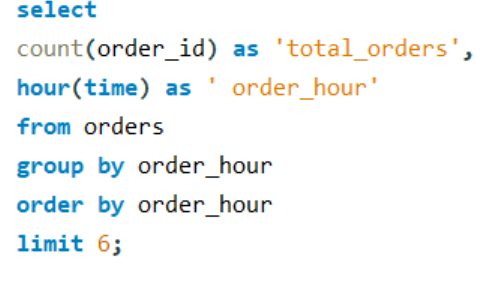 select
count(order_id) as 'total_orders',
hour(time) as ' order_hour'
from orders
group by order_hour
order by order_hour
limit 6;